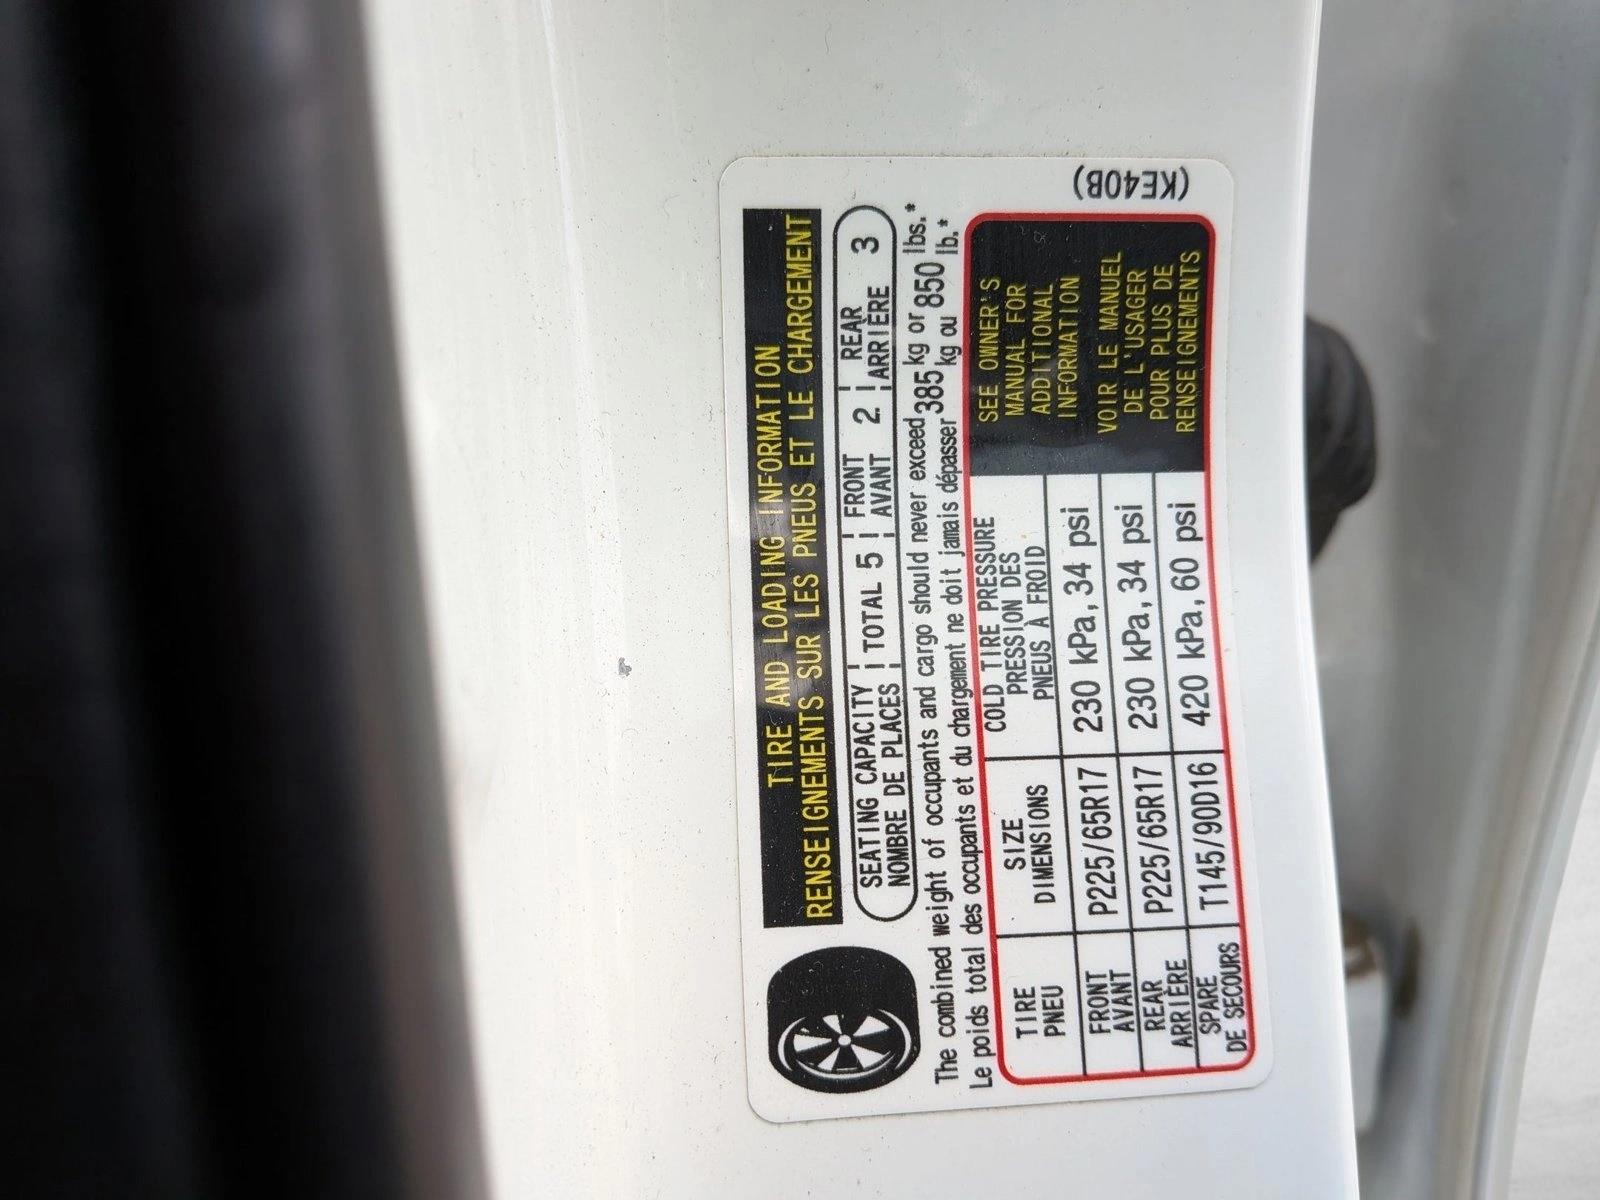 TIRE AND LOADING INFORMATION
RENSEIGNEMENTS SUR LES PNEUS ET LE CHARGEMENT
SEATING CAPACITY
NOMBRE DE PLACES
TOTAL 5
FRONT
AVANT
2
REAR
ARRIÈRE
3
The combined weight of occupants and cargo should never exceed 385 kg or 850 lbs.*
Le poids total des occupants et du chargement ne doit jamais dépasser 385 kg ou 850 lb.*
TIRE
PNEU
SIZE
DIMENSIONS
COLD TIRE PRESSURE
PRESSION DES
PNEUS À FROID
FRONT
AVANT
P225/65R17
230 kPa, 34 psi
REAR
ARRIÈRE
P225/65R17
230 kPa, 34 psi
SPARE
DE SECOURS
T145/90D16
420 kPa, 60 psi
SEE OWNER'S
MANUAL FOR
ADDITIONAL
INFORMATION
VOIR LE MANUEL
DE L'USAGER
POUR PLUS DE
RENSEIGNEMENTS
(KE40B)